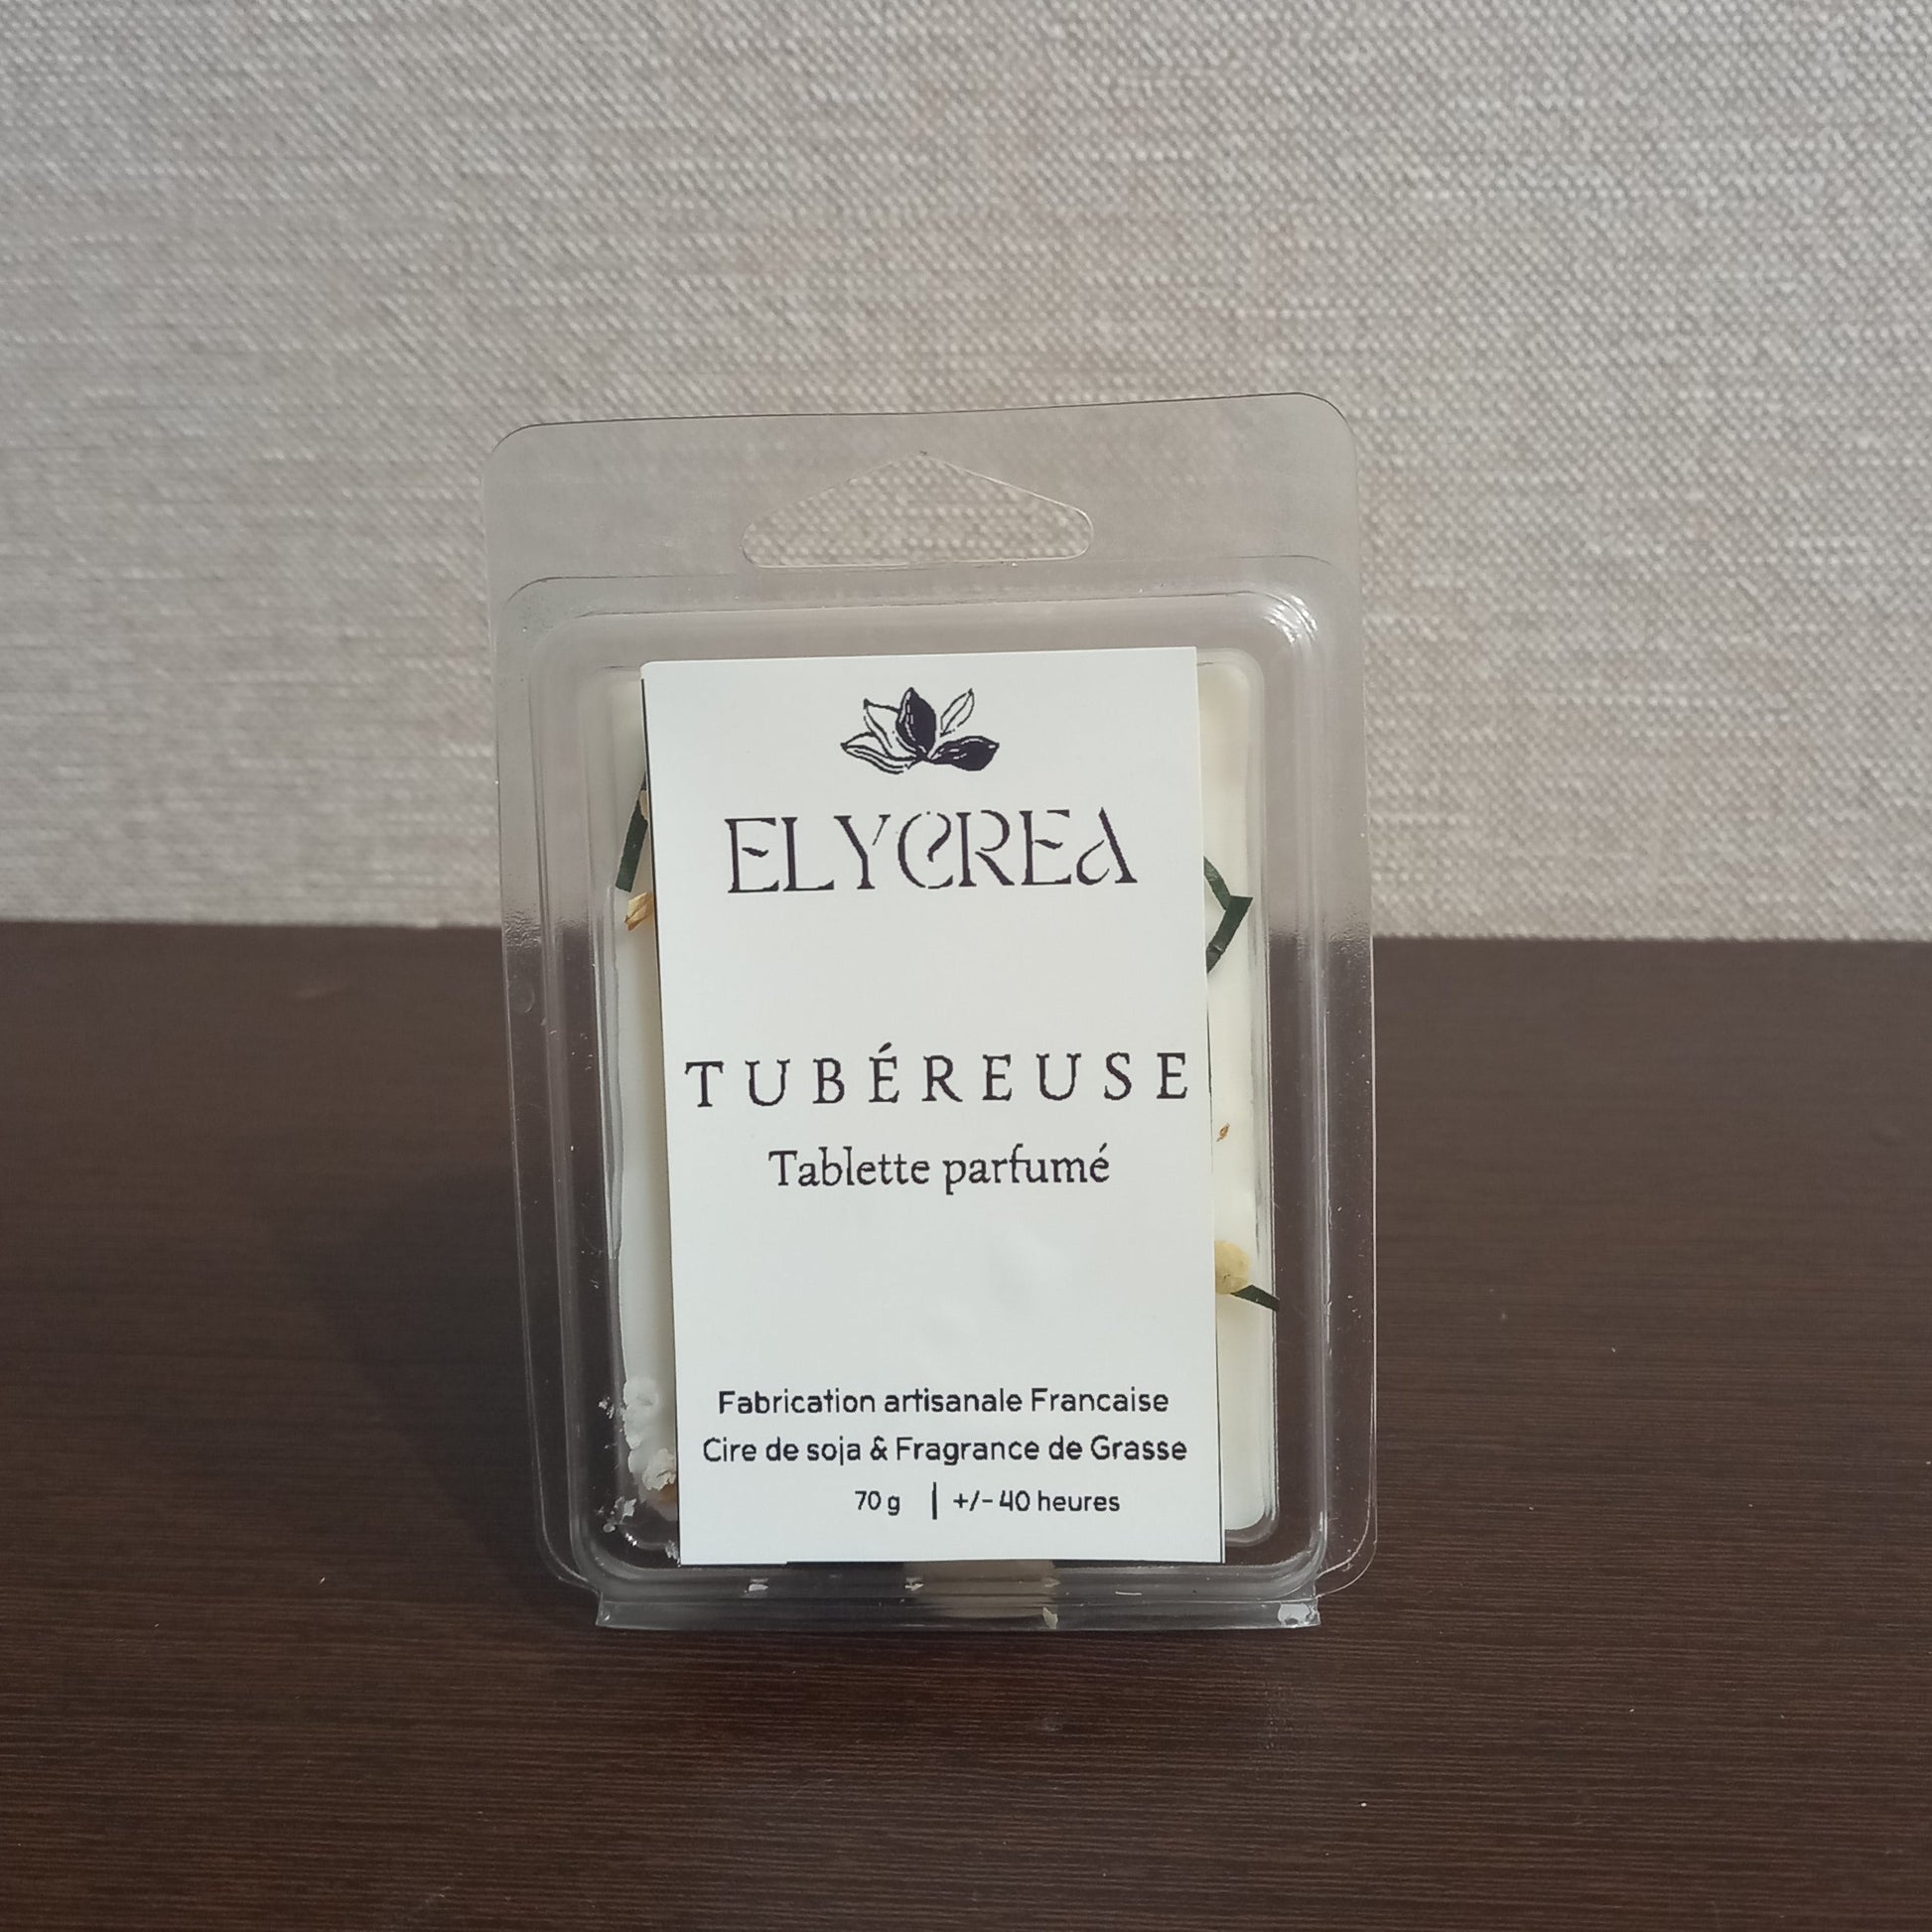 ELYCREA
TUBÉREUSE
Tablette parfumé
Fabrication artisanale Francaise
Cire de soja & Fragrance de Grasse
70 g | +/- 40 heures